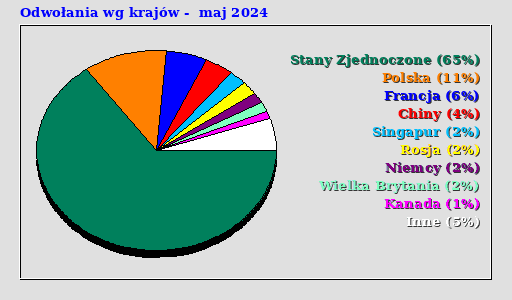 Odwołania wg krajów -  maj 2024
Stany Zjednoczone (65%)
Polska (11%)
Francja (6%)
Chiny (4%)
Singapur (2%)
Rosja (2%)
Niemcy (2%)
Wielka Brytania (2%)
Kanada (1%)
Inne (5%)